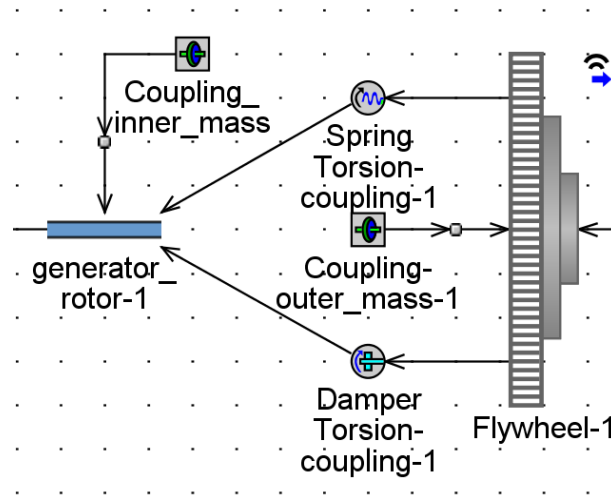 Coupling_
inner_mass
Spring
Torsion-
coupling-1
generator_
rotor-1
Coupling-
outer_mass-1
Damper
Torsion-
coupling-1
Flywheel-1